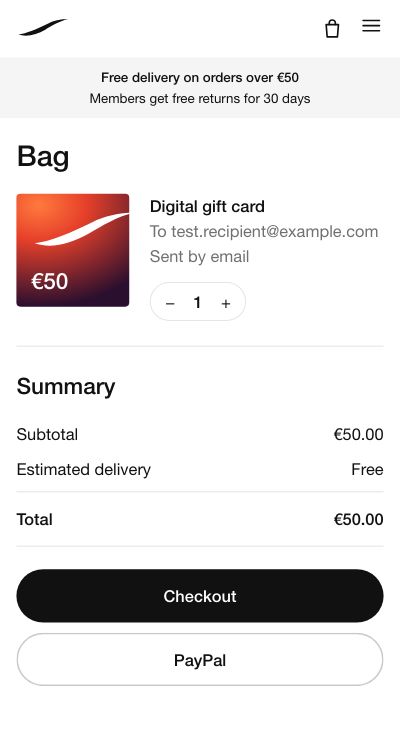 Free delivery on orders over €50
Members get free returns for 30 days
Bag
€50
Digital gift card
To test.recipient@example.com
Sent by email
− 1 +
Summary
Subtotal €50.00
Estimated delivery Free
Total €50.00
Checkout
PayPal